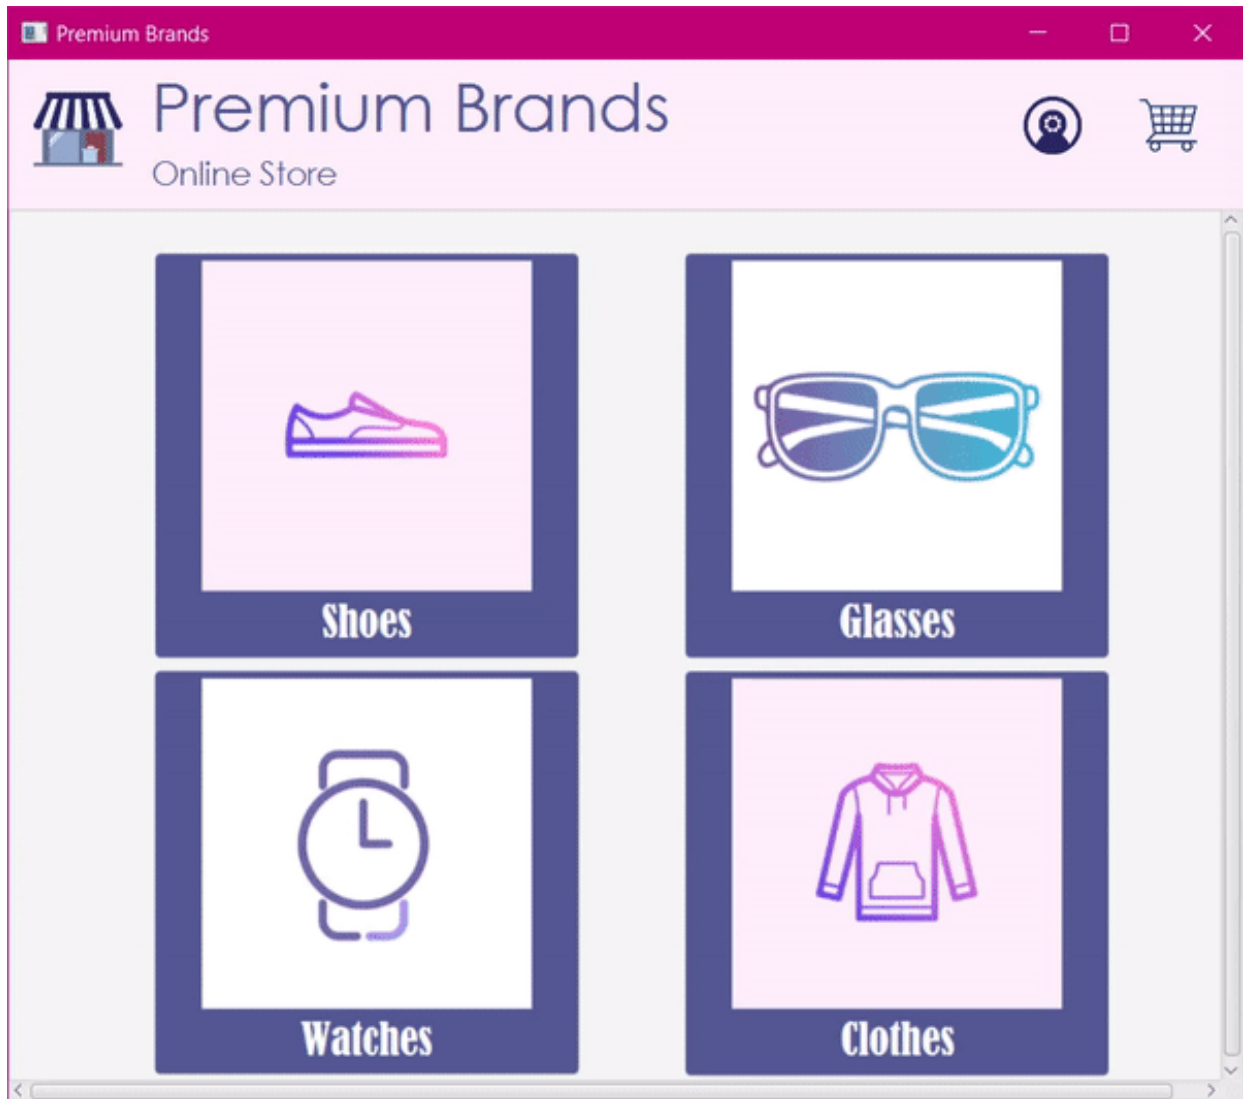 Premium Brands
Premium Brands
Online Store
Shoes
Glasses
Watches
Clothes